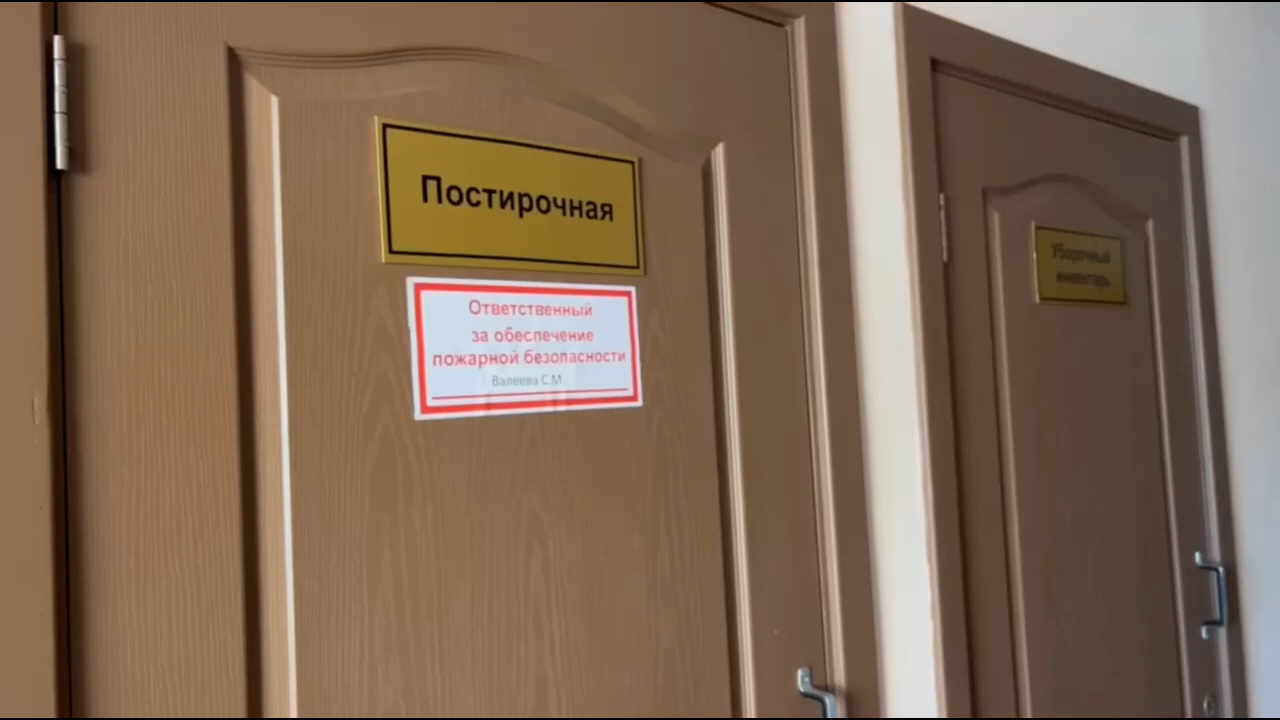 Постирочная
Ответственный
за обеспечение
пожарной безопасности
Валеева С.М.
Уборочный
инвентарь